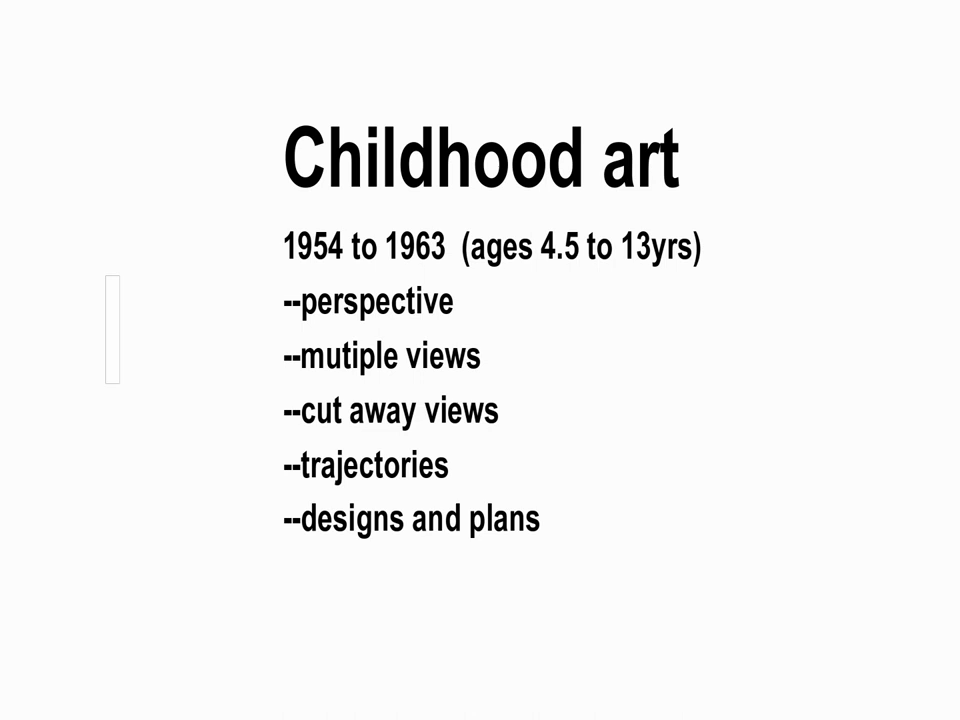 Childhood art
1954 to 1963  (ages 4.5 to 13yrs)
--perspective
--mutiple views
--cut away views
--trajectories
--designs and plans